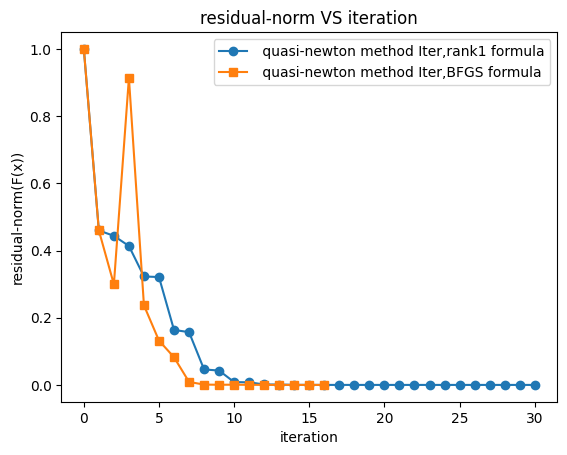 residual-norm VS iteration
quasi-newton method Iter,rank1 formula
quasi-newton method Iter,BFGS formula
1.0
0.8
0.6
0.4
0.2
0.0
residual-norm(F(x))
0 5 10 15 20 25 30
iteration